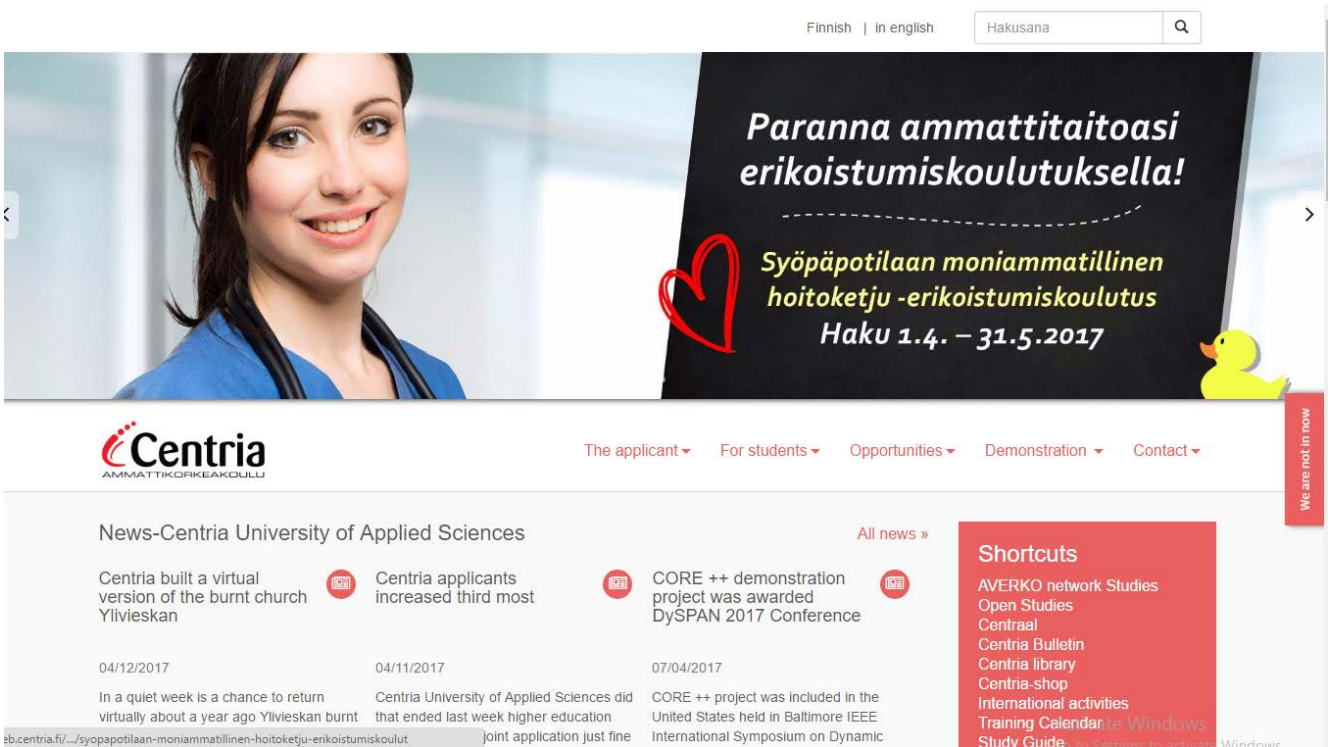 Finnish | in english
Hakusana
Paranna ammattitaitoasi
erikoistumiskoulutuksella!
Syöpäpotilaan moniammatillinen
hoitoketju -erikoistumiskoulutus
Haku 1.4. – 31.5.2017
We are not in now
Centria
AMMATTIKORKEAKOULU
The applicant
For students
Opportunities
Demonstration
Contact
News-Centria University of Applied Sciences
All news »
Centria built a virtual
version of the burnt church
Ylivieskan
04/12/2017
In a quiet week is a chance to return
virtually about a year ago Ylivieskan burnt
Centria applicants
increased third most
04/11/2017
Centria University of Applied Sciences did
that ended last week higher education
joint application just fine
CORE ++ demonstration
project was awarded
DySPAN 2017 Conference
07/04/2017
CORE ++ project was included in the
United States held in Baltimore IEEE
International Symposium on Dynamic
Shortcuts
AVERKO network Studies
Open Studies
Centraal
Centria Bulletin
Centria library
Centria-shop
International activities
Training Calendar
Windows
Study Guide
Windows
eb.centria.fi/.../syopapotilaan-moniammatillinen-hoitoketju-erikoistumiskoulut